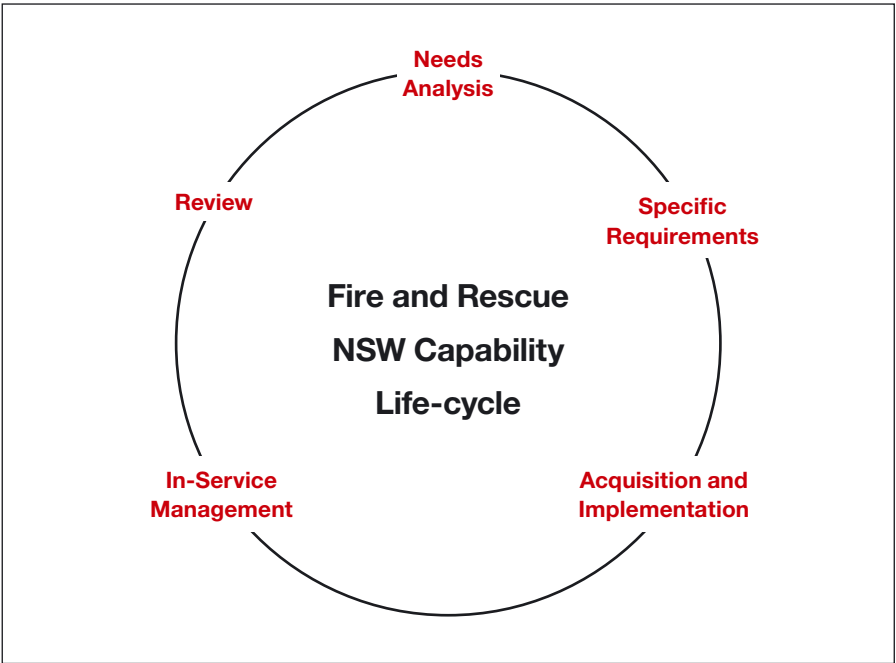 Needs
Analysis
Review
Specific
Requirements
Fire and Rescue
NSW Capability
Life-cycle
In-Service
Management
Acquisition and
Implementation